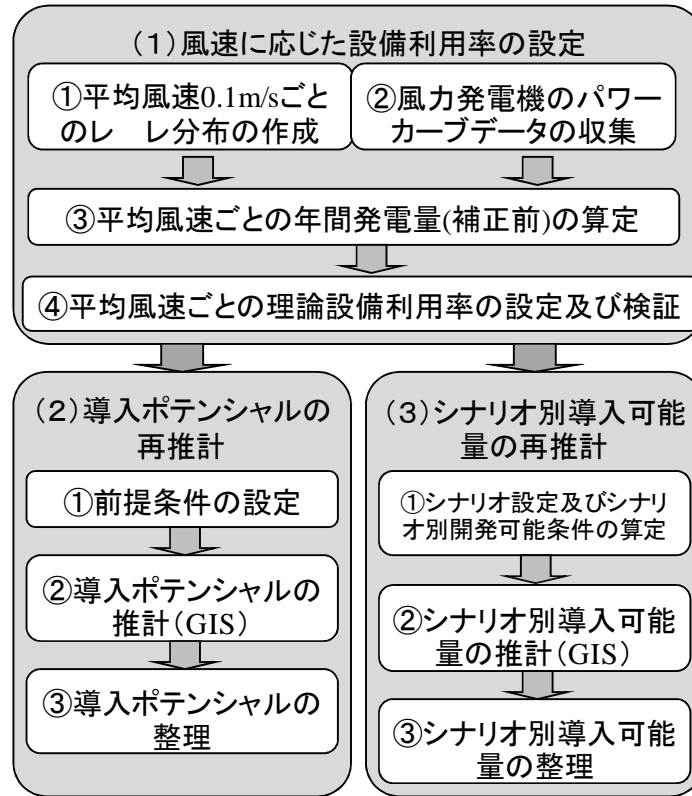 (1)風速に応じた設備利用率の設定
①平均風速0.1m/sごと
のレ　レ分布の作成
②風力発電機のパワー
カーブデータの収集
③平均風速ごとの年間発電量(補正前)の算定
④平均風速ごとの理論設備利用率の設定及び検証
(2)導入ポテンシャルの
再推計
①前提条件の設定
②導入ポテンシャルの
推計(GIS)
③導入ポテンシャルの
整理
(3)シナリオ別導入可能
量の再推計
①シナリオ設定及びシナリ
オ別開発可能条件の算定
②シナリオ別導入可能
量の推計(GIS)
③シナリオ別導入可能
量の整理